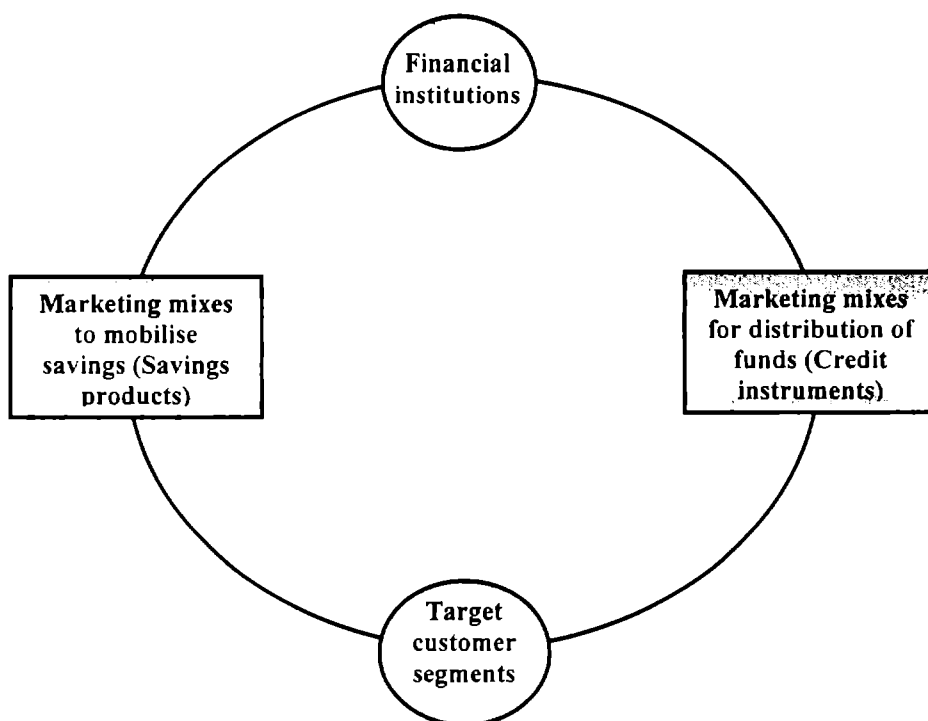 Financial
institutions
Marketing mixes
to mobilise
savings (Savings
products)
Marketing mixes
for distribution of
funds (Credit
instruments)
Target
customer
segments